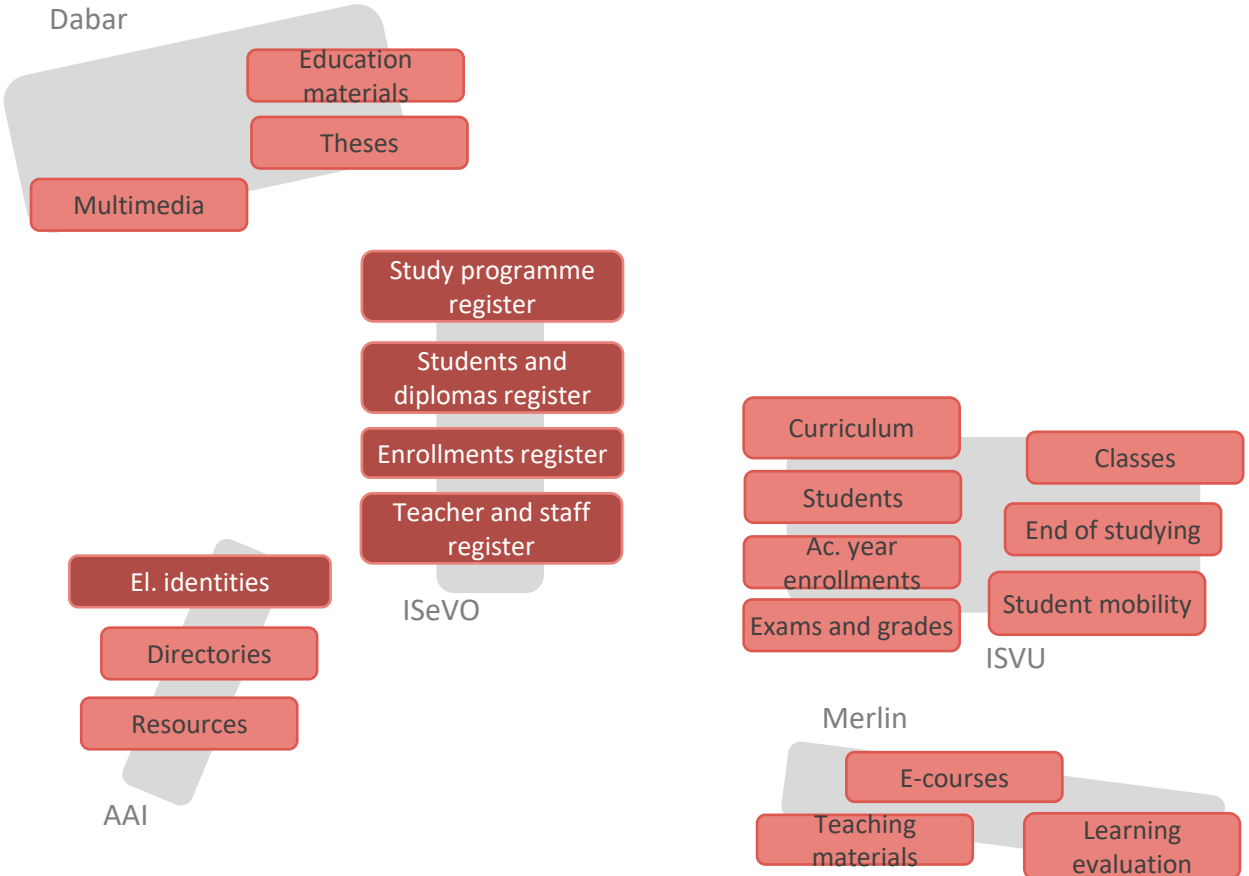 Dabar
Education
materials
Theses
Multimedia
Study programme
register
Students and
diplomas register
Enrollments register
Teacher and staff
register
ISeVO
El. identities
Directories
Resources
AAI
Curriculum
Students
Ac. year
enrollments
Exams and grades
Classes
End of studying
Student mobility
ISVU
Merlin
E-courses
Teaching
materials
Learning
evaluation